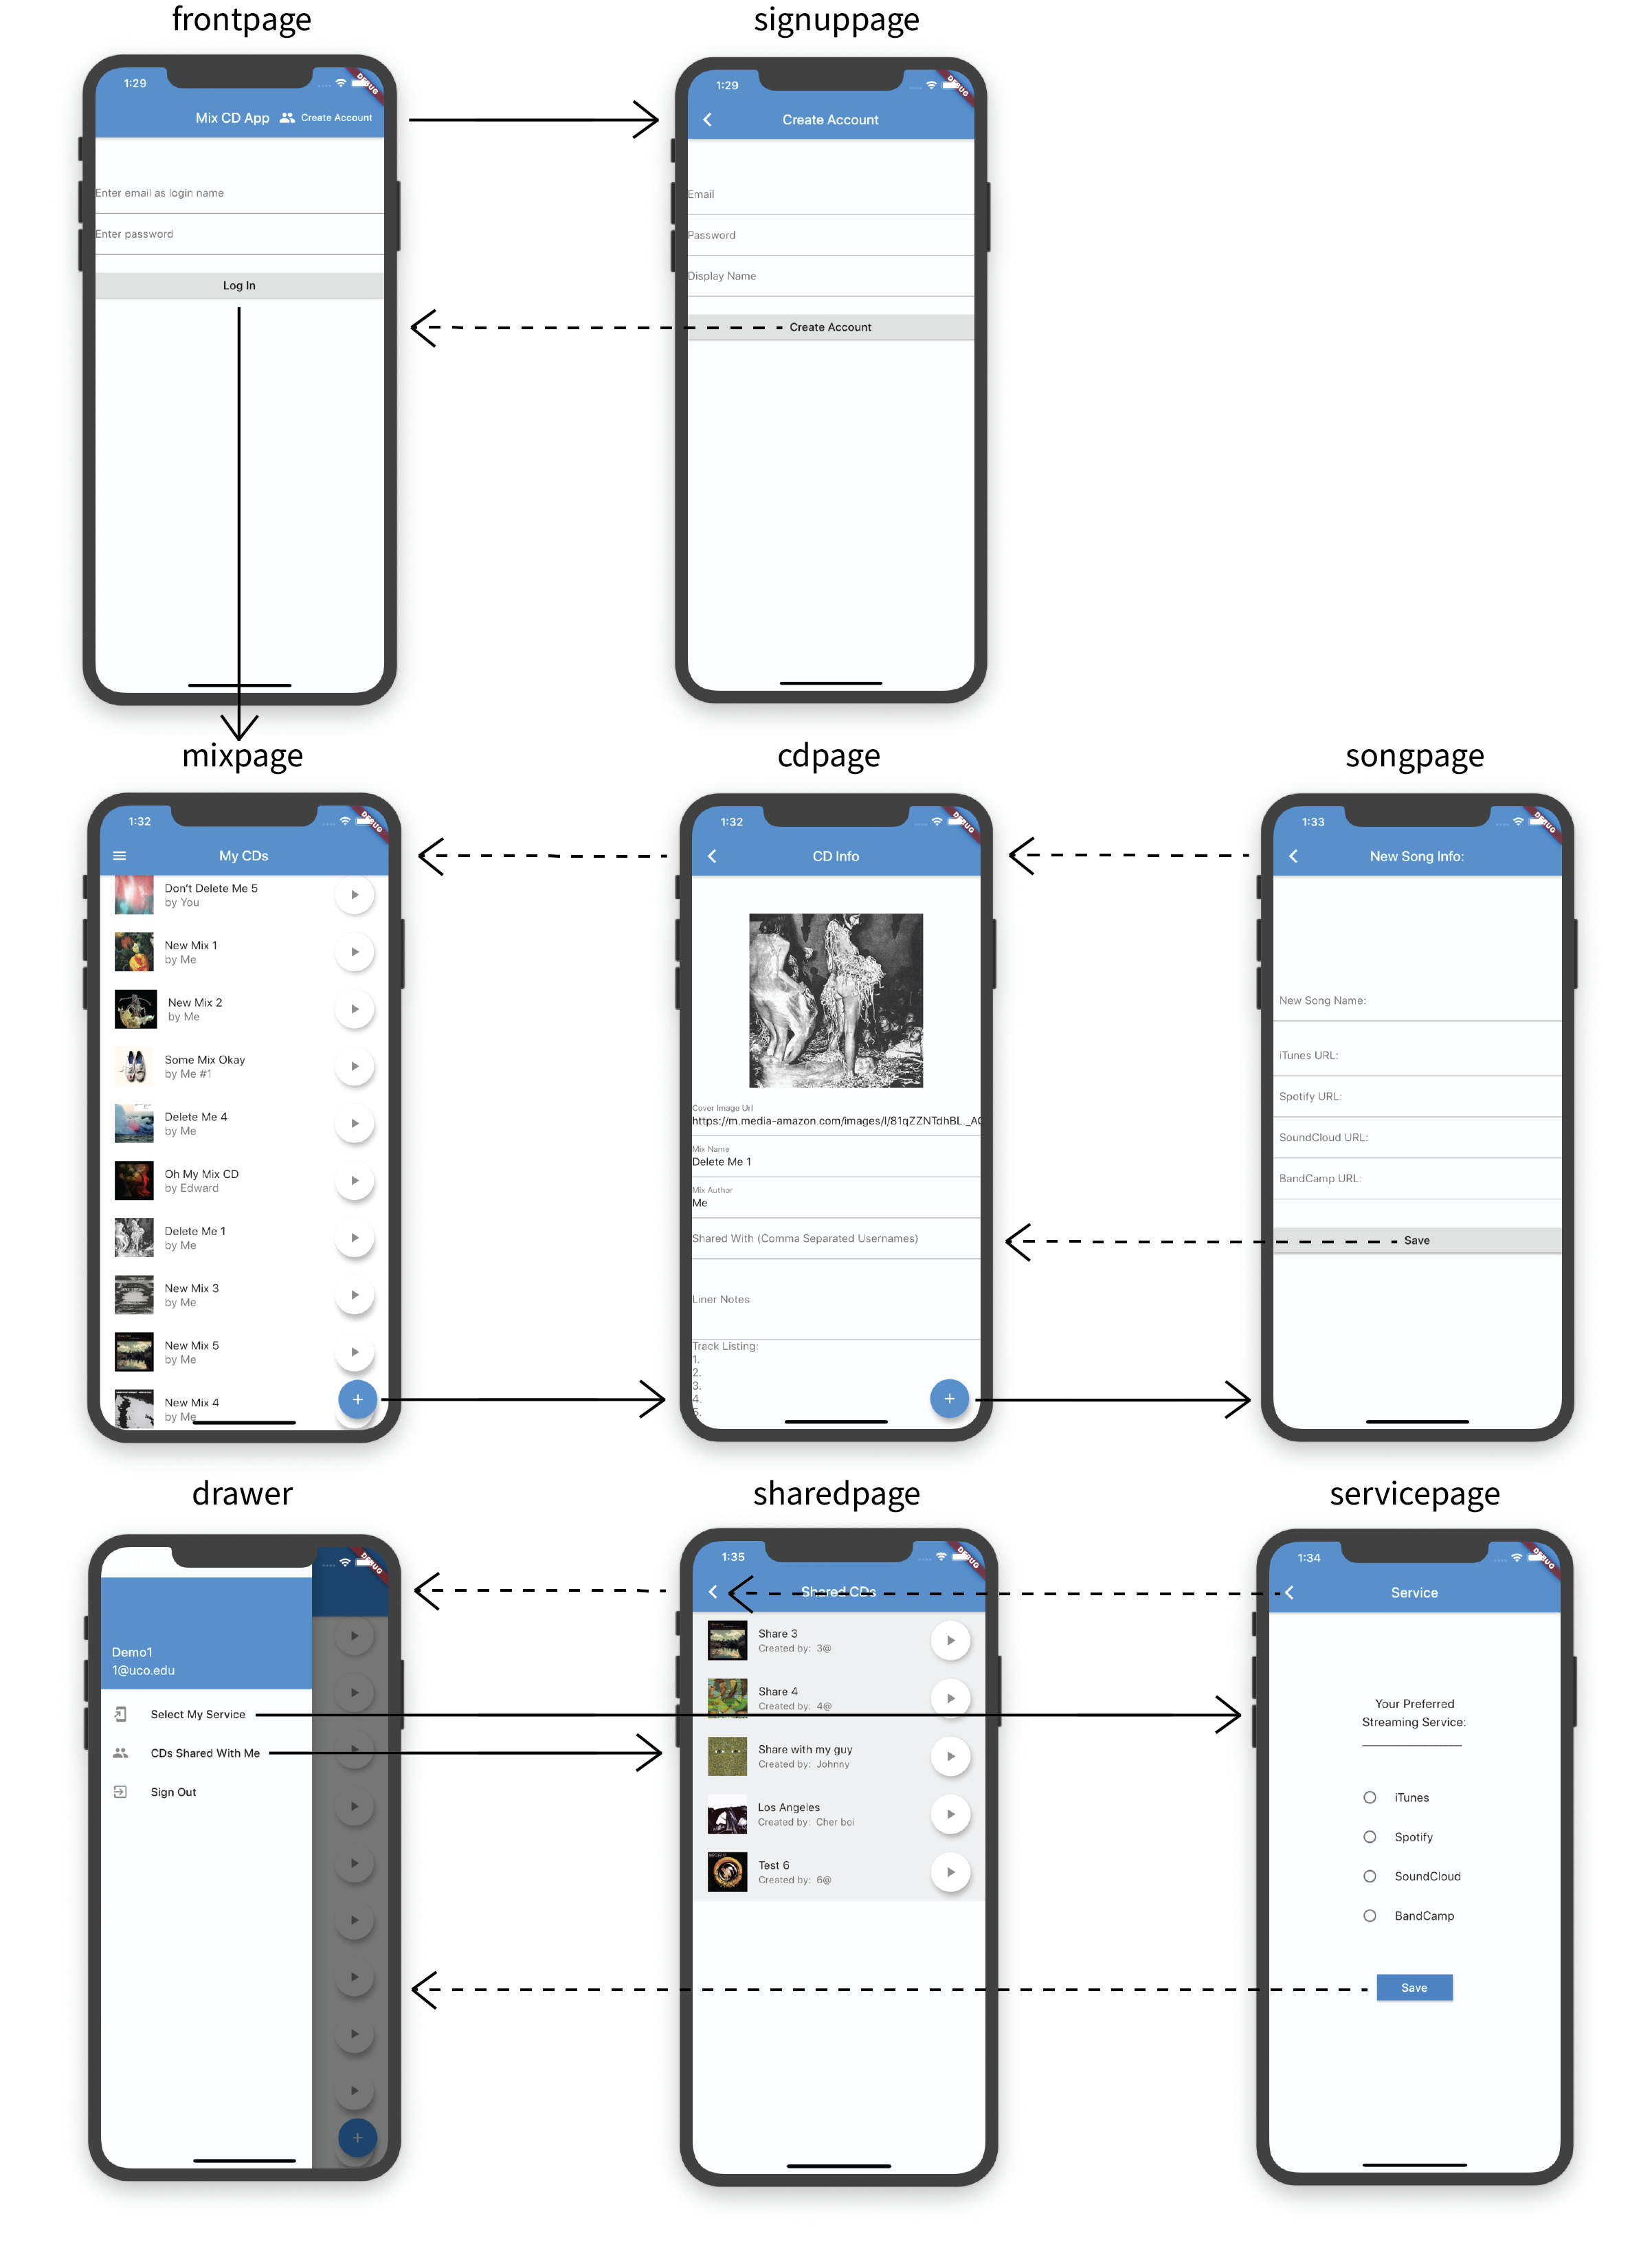 frontpage
signuppage
1:29
DEBUG
Mix CD App
Create Account
Enter email as login name
Enter password
Log In
1:29
DEBUG
Create Account
Email
Password
Display Name
Create Account
mixpage
cdpage
songpage
1:32
DEBUG
My CDs
Don't Delete Me 5
by You
New Mix 1
by Me
New Mix 2
by Me
Some Mix Okay
by Me #1
Delete Me 4
by Me
Oh My Mix CD
by Edward
Delete Me 1
by Me
New Mix 3
by Me
New Mix 5
by Me
New Mix 4
by Me
1:32
DEBUG
CD Info
Cover Image Url
https://m.media-amazon.com/images/I/81qZZNTdhBL._AC
Mix Name
Delete Me 1
Mix Author
Me
Shared With (Comma Separated Usernames)
Liner Notes
Track Listing:
1.
2.
3.
4.
5.
1:33
DEBUG
New Song Info:
New Song Name:
iTunes URL:
Spotify URL:
SoundCloud URL:
BandCamp URL:
Save
drawer
sharedpage
servicepage
DEBUG
Demo1
1@uco.edu
Select My Service
CDs Shared With Me
Sign Out
1:35
DEBUG
Shared CDs
Share 3
Created by: 3@
Share 4
Created by: 4@
Share with my guy
Created by: Johnny
Los Angeles
Created by: Cher boi
Test 6
Created by: 6@
1:34
DEBUG
Service
Your Preferred
Streaming Service:
iTunes
Spotify
SoundCloud
BandCamp
Save